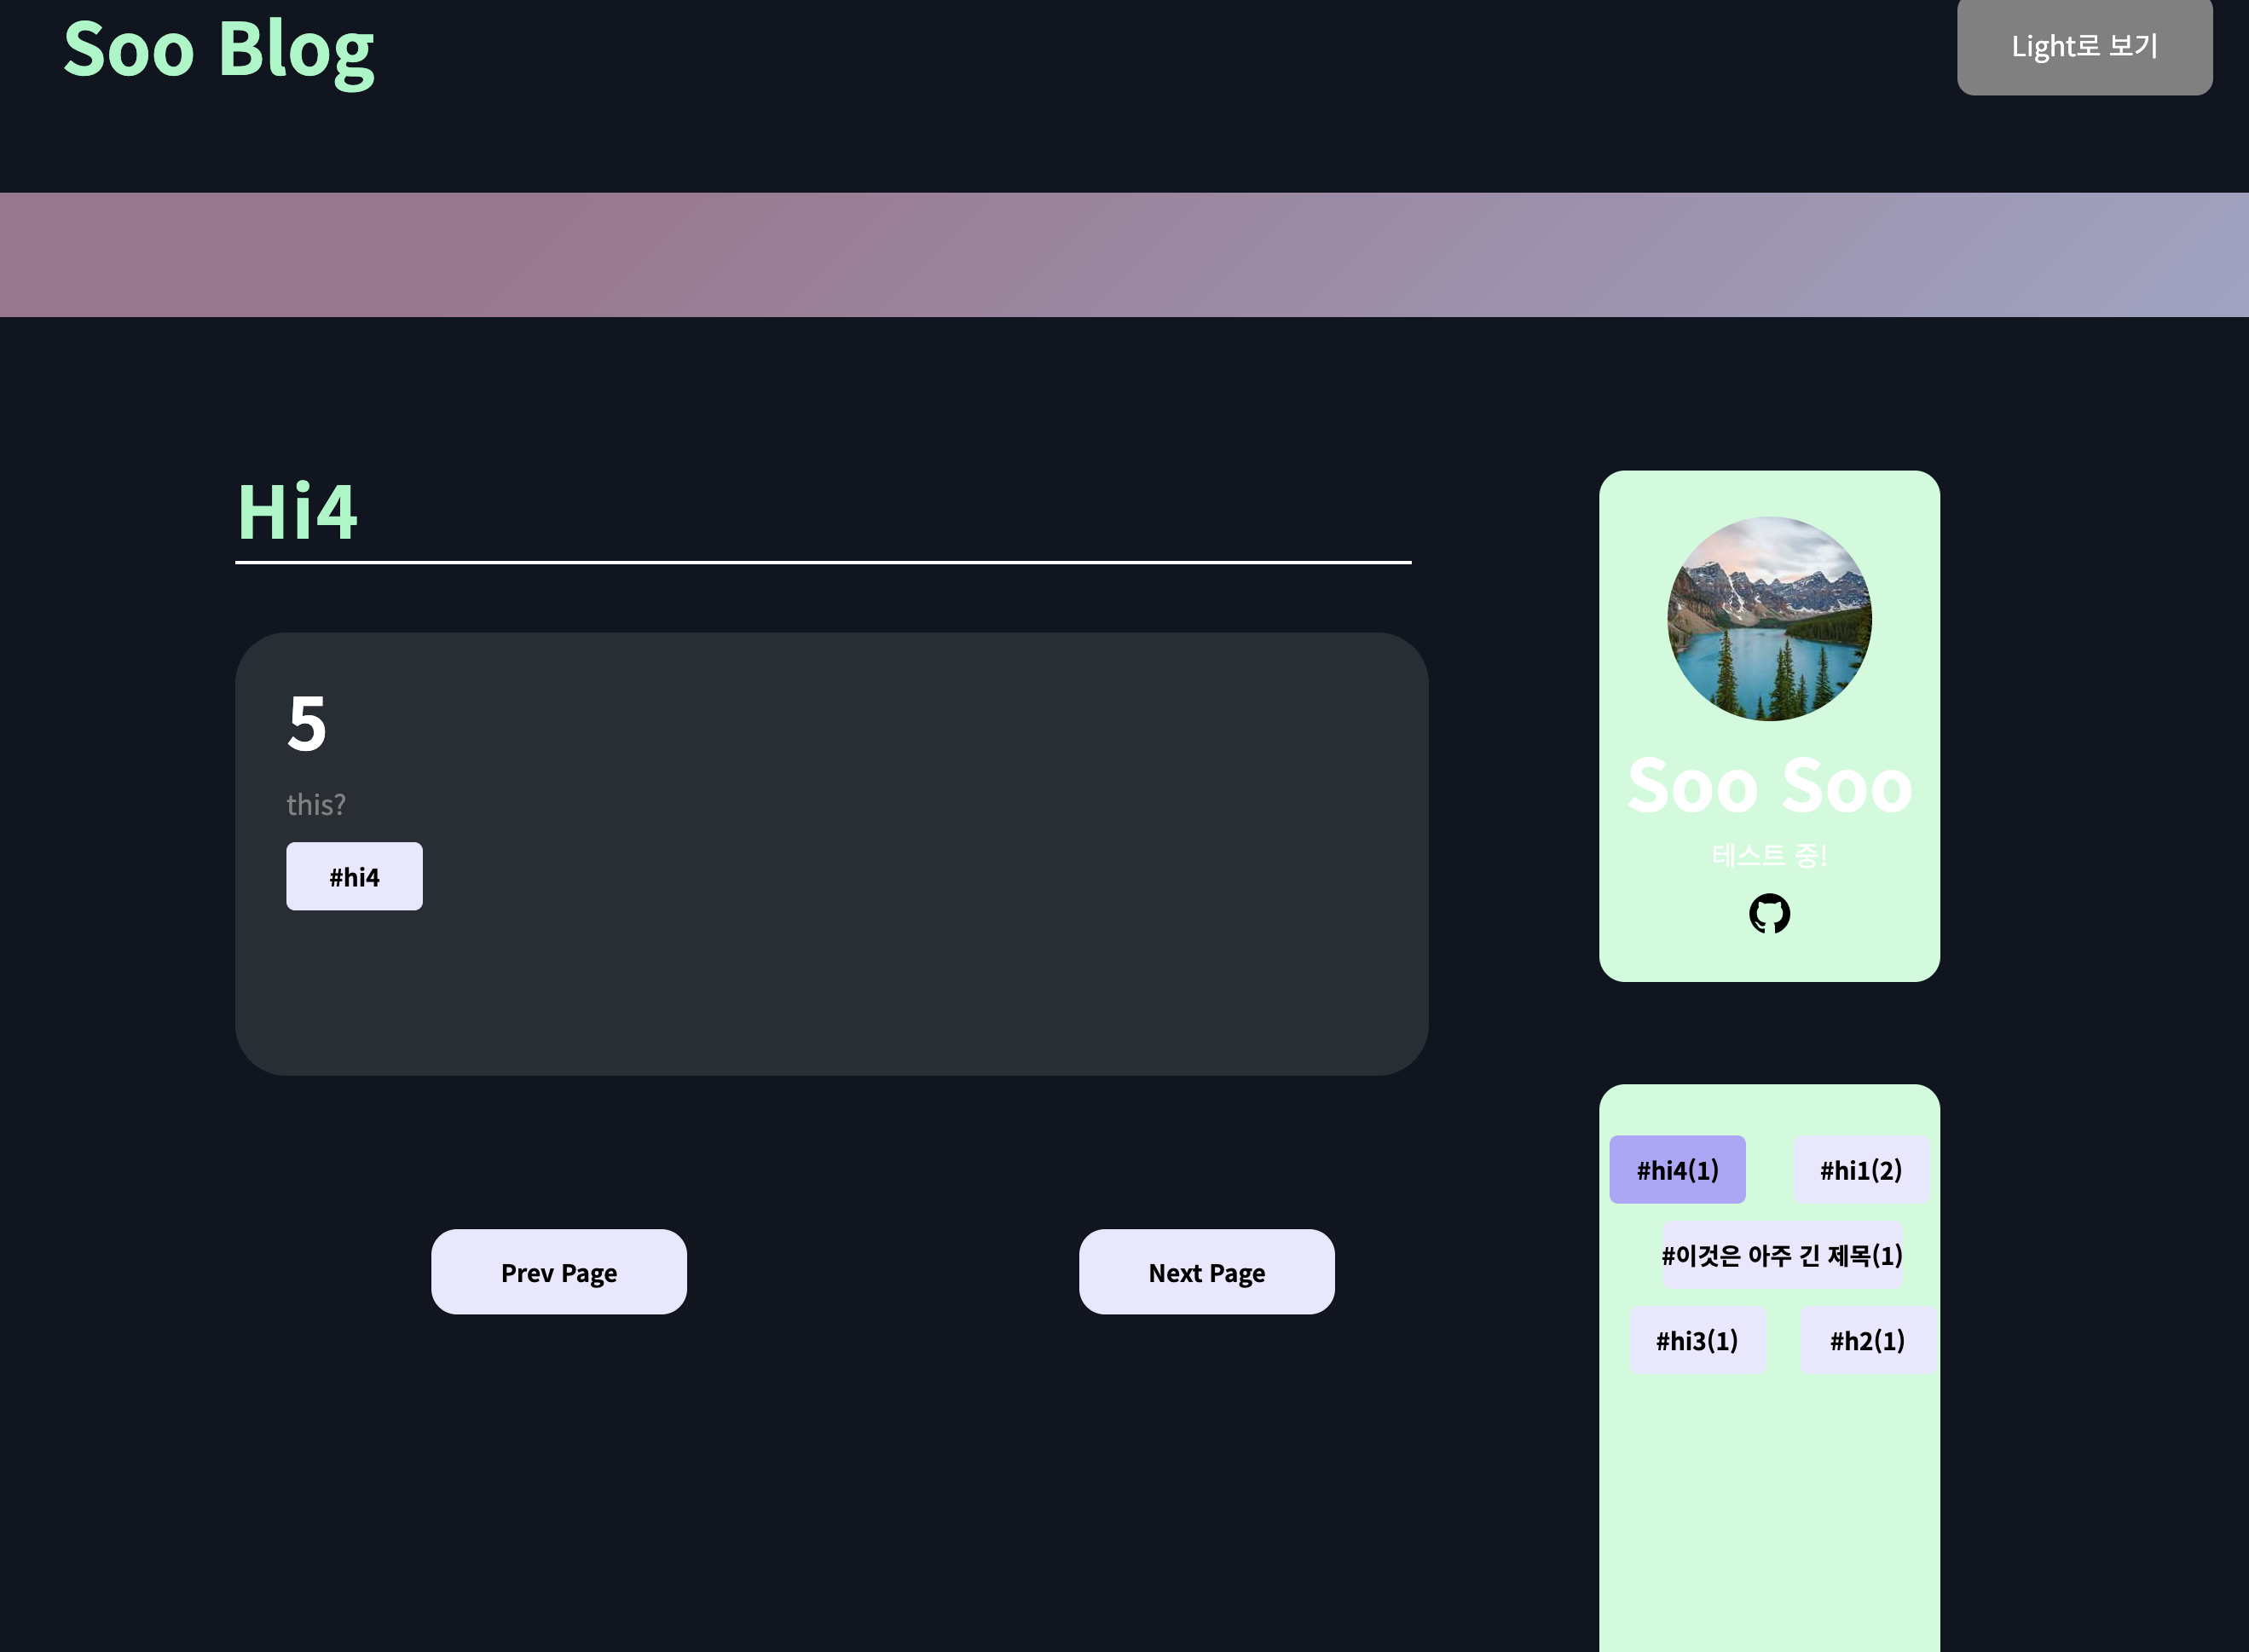 Soo Blog
Light로 보기
Hi4
5
this?
#hi4
Prev Page
Next Page
Soo Soo
테스트 중!
#hi4(1)
#hi1(2)
#이것은 아주 긴 제목(1)
#hi3(1)
#h2(1)